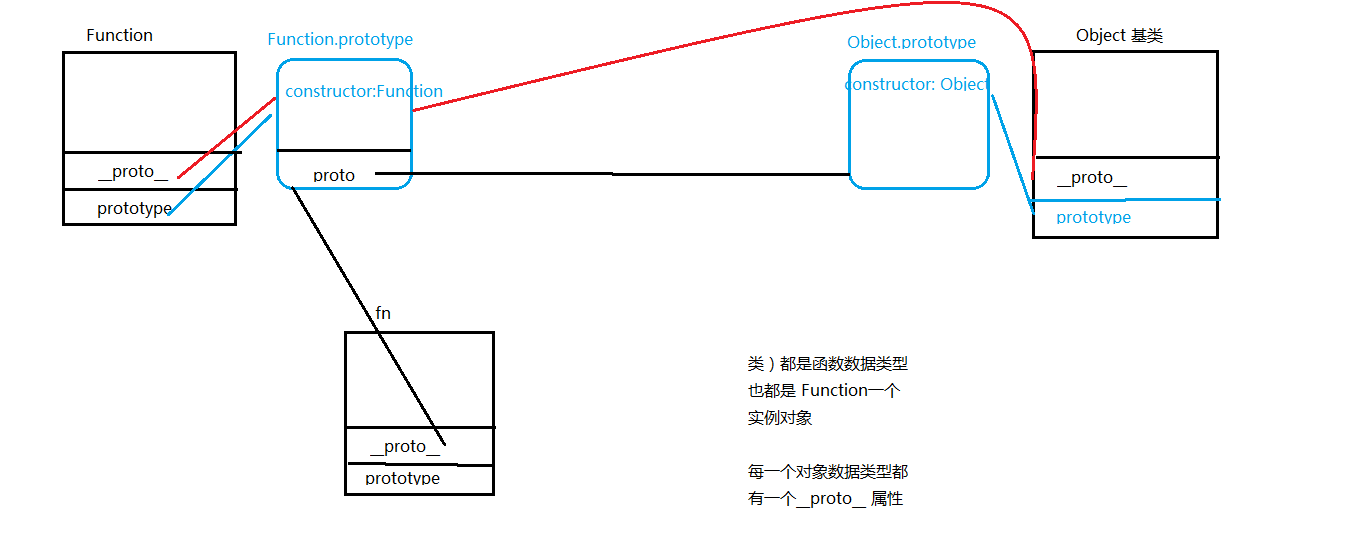 Function
Function.prototype
constructor:Function
__proto__
prototype
proto
Object.prototype
constructor: Object
Object 基类
__proto__
prototype
fn
__proto__
prototype
类）都是函数数据类型
也都是 Function一个
实例对象
每一个对象数据类型都
有一个__proto__ 属性